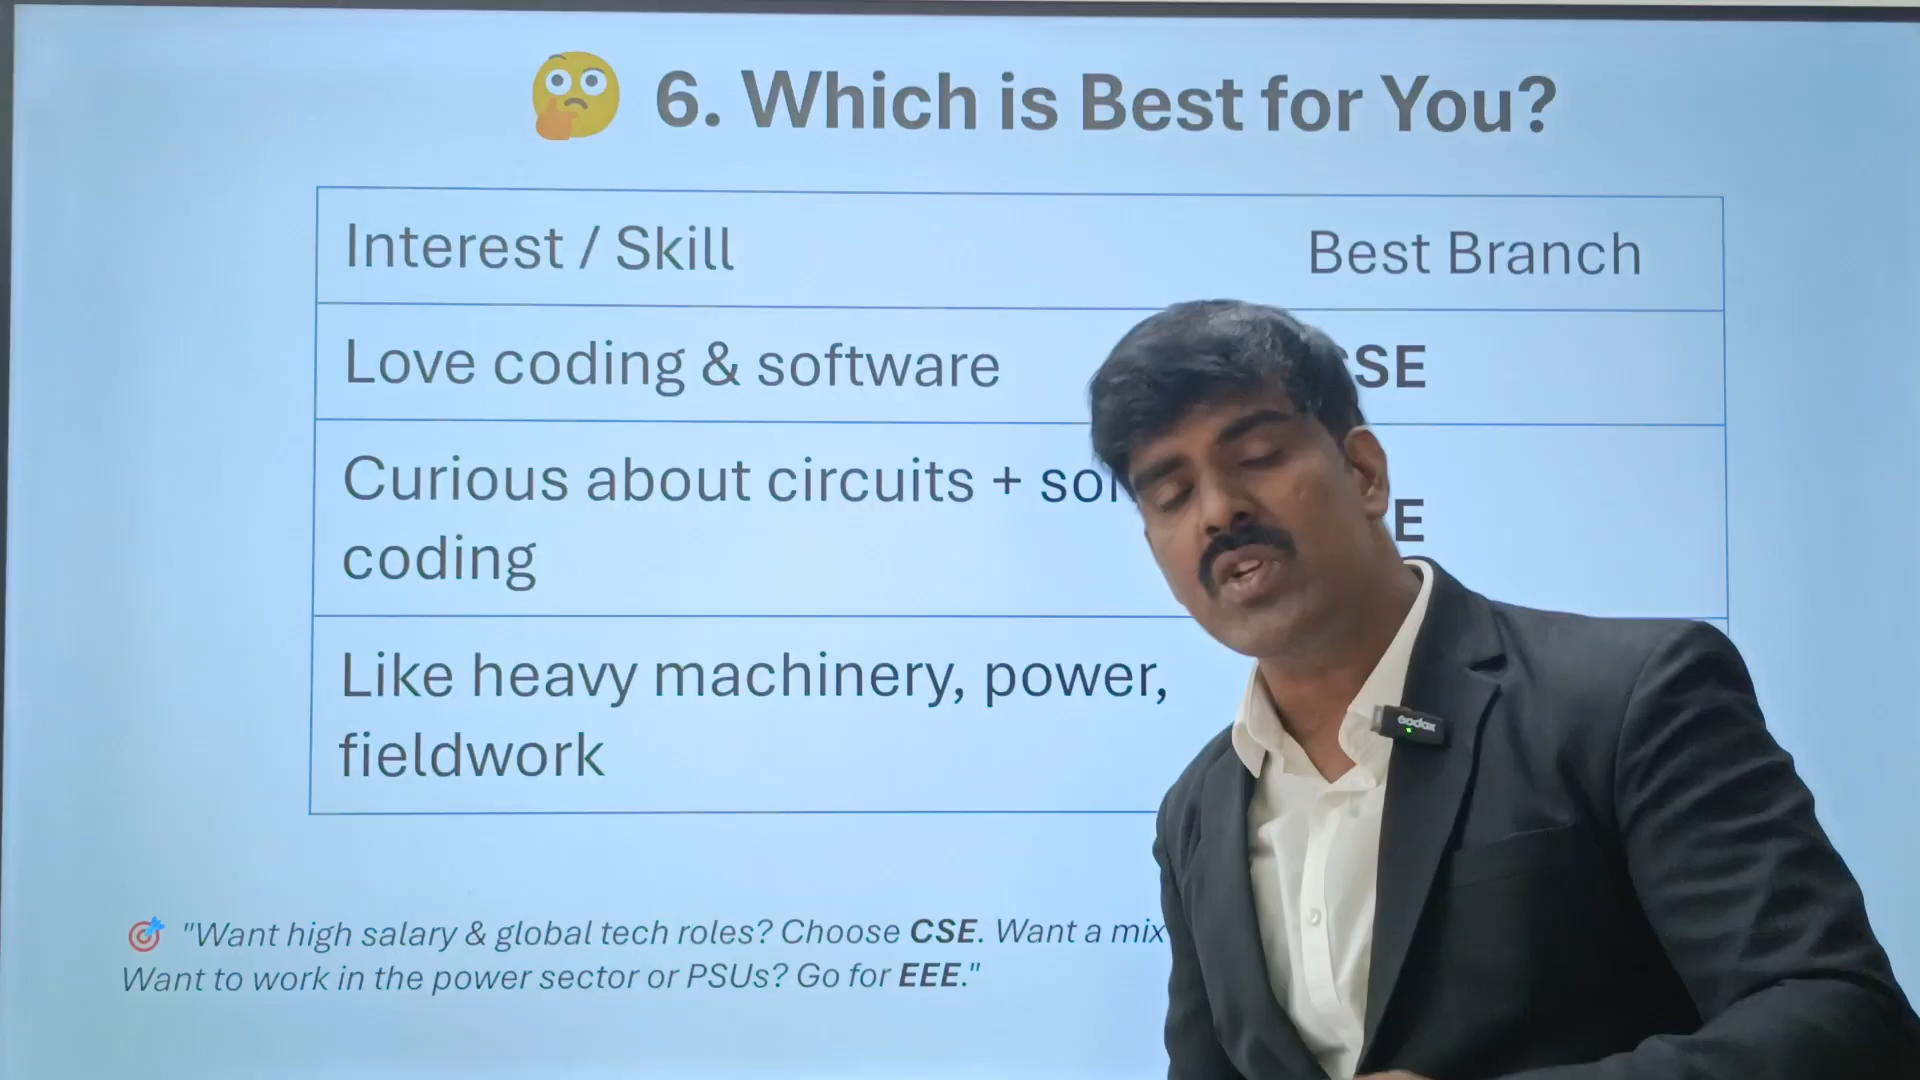 6. Which is Best for You?
Interest / Skill
Best Branch
Love coding & software
SE
Curious about circuits +
E
coding
Like heavy machinery, power,
fieldwork
"Want high salary & global tech roles? Choose CSE. Want a mix
Want to work in the power sector or PSUs? Go for EEE."
Godox